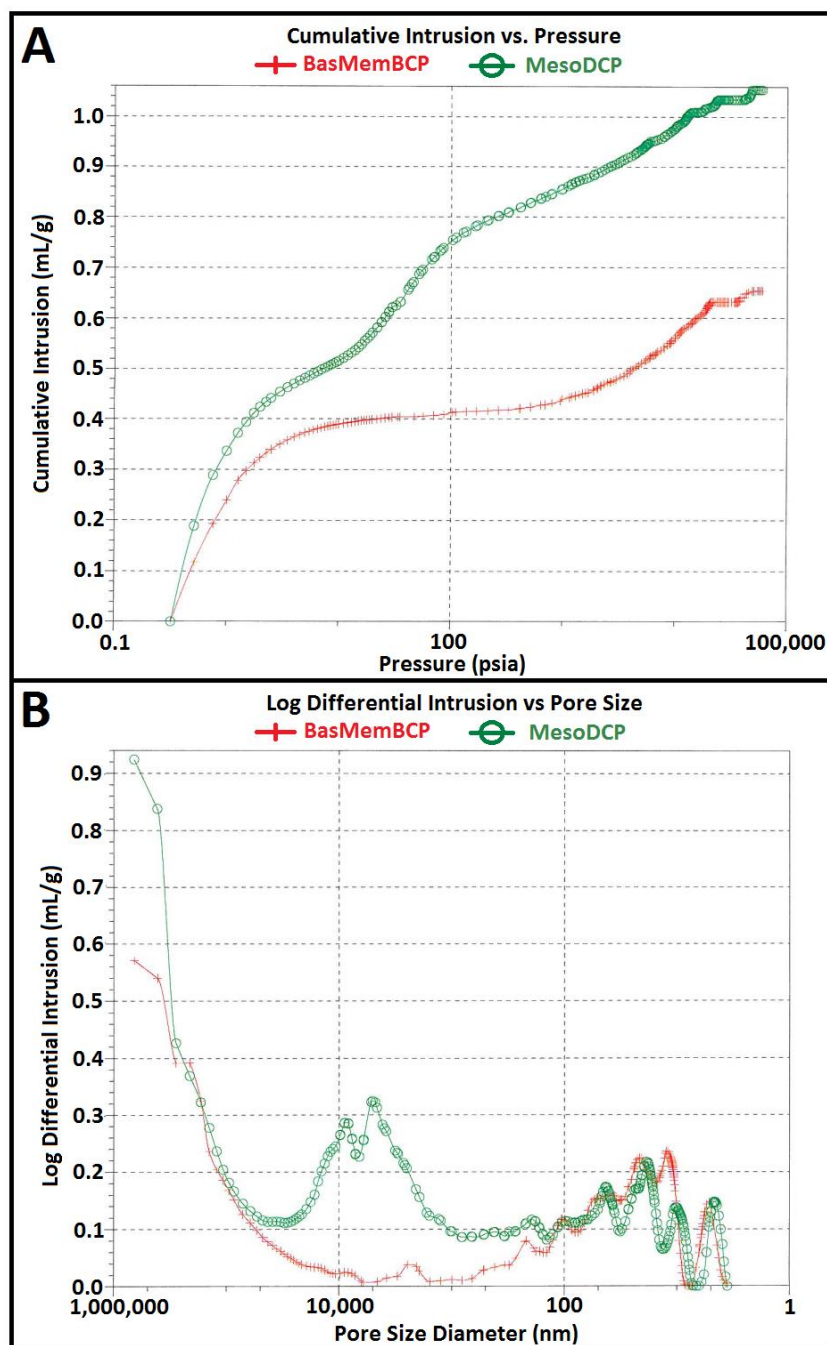 A
Cumulative Intrusion vs. Pressure
BasMemBCP MesoDCP
Cumulative Intrusion (mL/g)
1.0
0.9
0.8
0.7
0.6
0.5
0.4
0.3
0.2
0.1
0.0
0.1 100 100,000
Pressure (psia)
B
Log Differential Intrusion vs Pore Size
BasMemBCP MesoDCP
Log Differential Intrusion (mL/g)
0.9
0.8
0.7
0.6
0.5
0.4
0.3
0.2
0.1
0.0
1,000,000 10,000 100 1
Pore Size Diameter (nm)